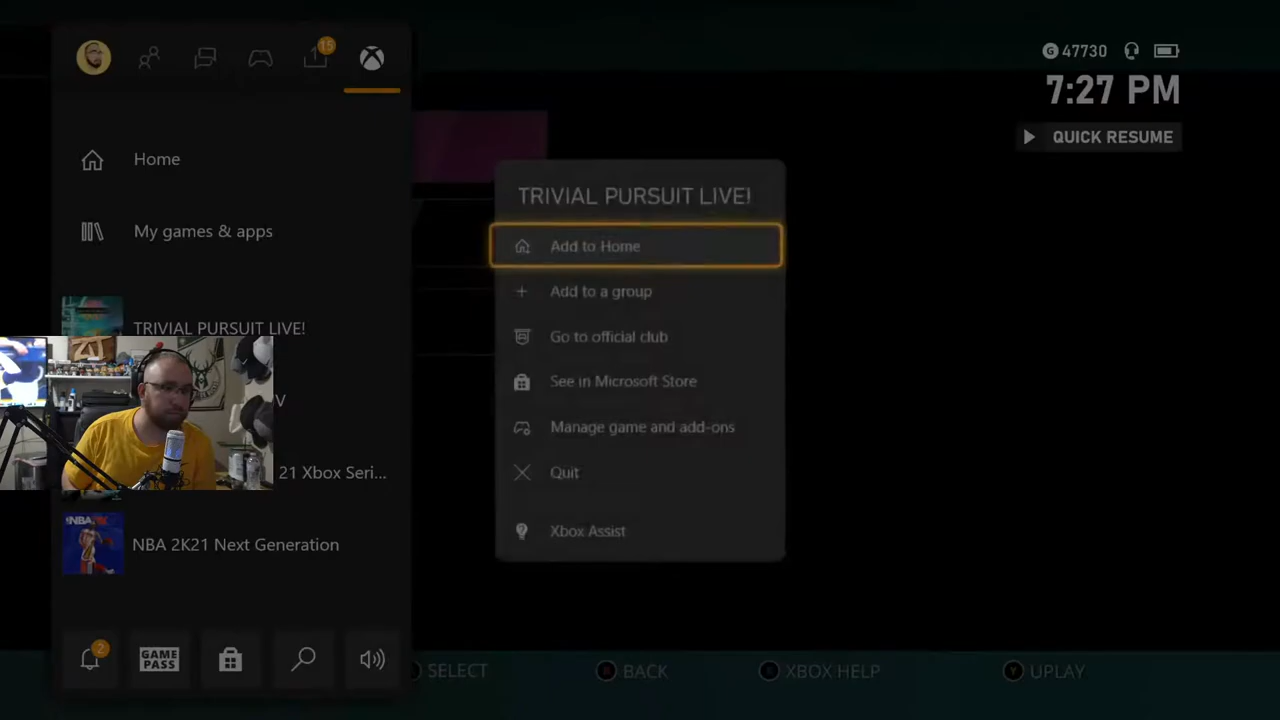 15
G 47730
7:27 PM
QUICK RESUME
Home
My games & apps
TRIVIAL PURSUIT LIVE!
V
21 Xbox Seri...
NBA 2K21 Next Generation
2
GAME
PASS
TRIVIAL PURSUIT LIVE!
Add to Home
Add to a group
Go to official club
See in Microsoft Store
Manage game and add-ons
Quit
Xbox Assist
SELECT
BACK
XBOX HELP
Y UPLAY